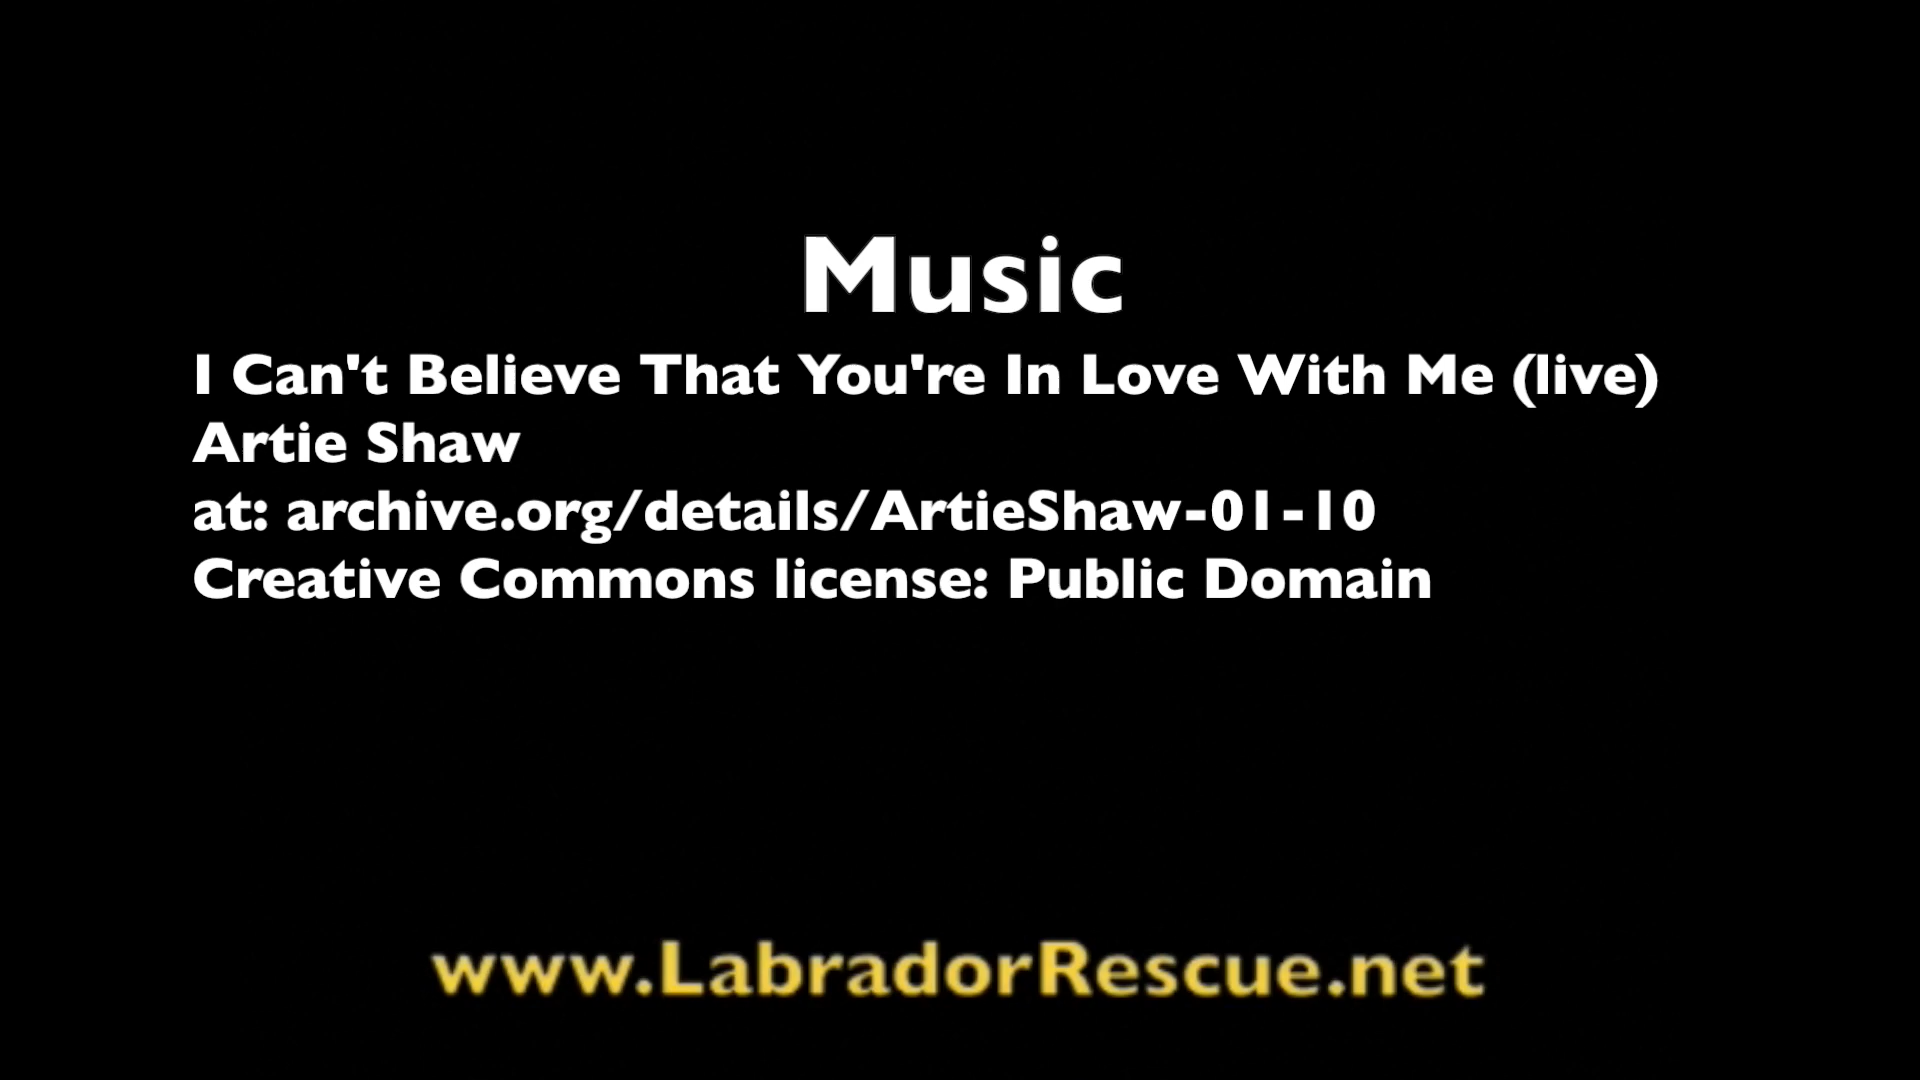 Music
I Can't Believe That You're In Love With Me (live)
Artie Shaw
at: archive.org/details/ArtieShaw-01-10
Creative Commons license: Public Domain
www.LabradorRescue.net